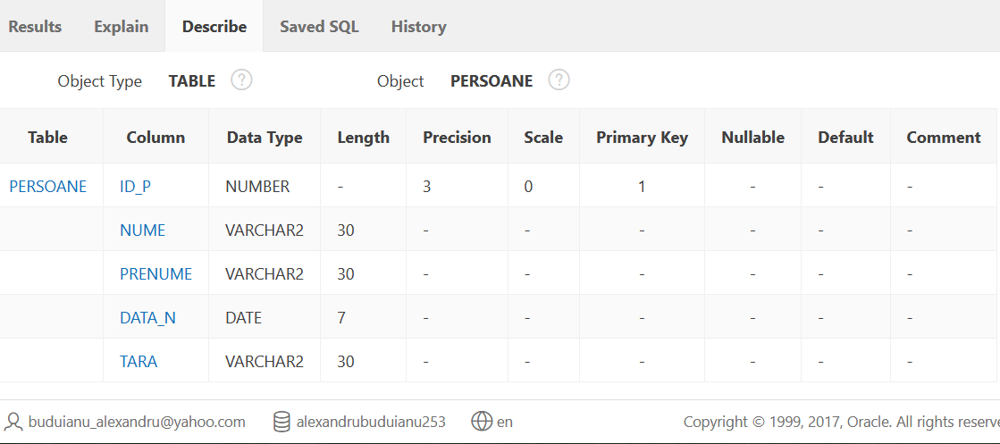 Results Explain Describe Saved SQL History
Object Type TABLE ? Object PERSOANE ?
Table Column Data Type Length Precision Scale Primary Key Nullable Default Comment
PERSOANE ID_P NUMBER - 3 0 1 - - -
NUME VARCHAR2 30 - - - - - -
PRENUME VARCHAR2 30 - - - - - -
DATA_N DATE 7 - - - - - -
TARA VARCHAR2 30 - - - - - -
buduianu_alexandru@yahoo.com alexandrubuduianu253 en Copyright © 1999, 2017, Oracle. All rights